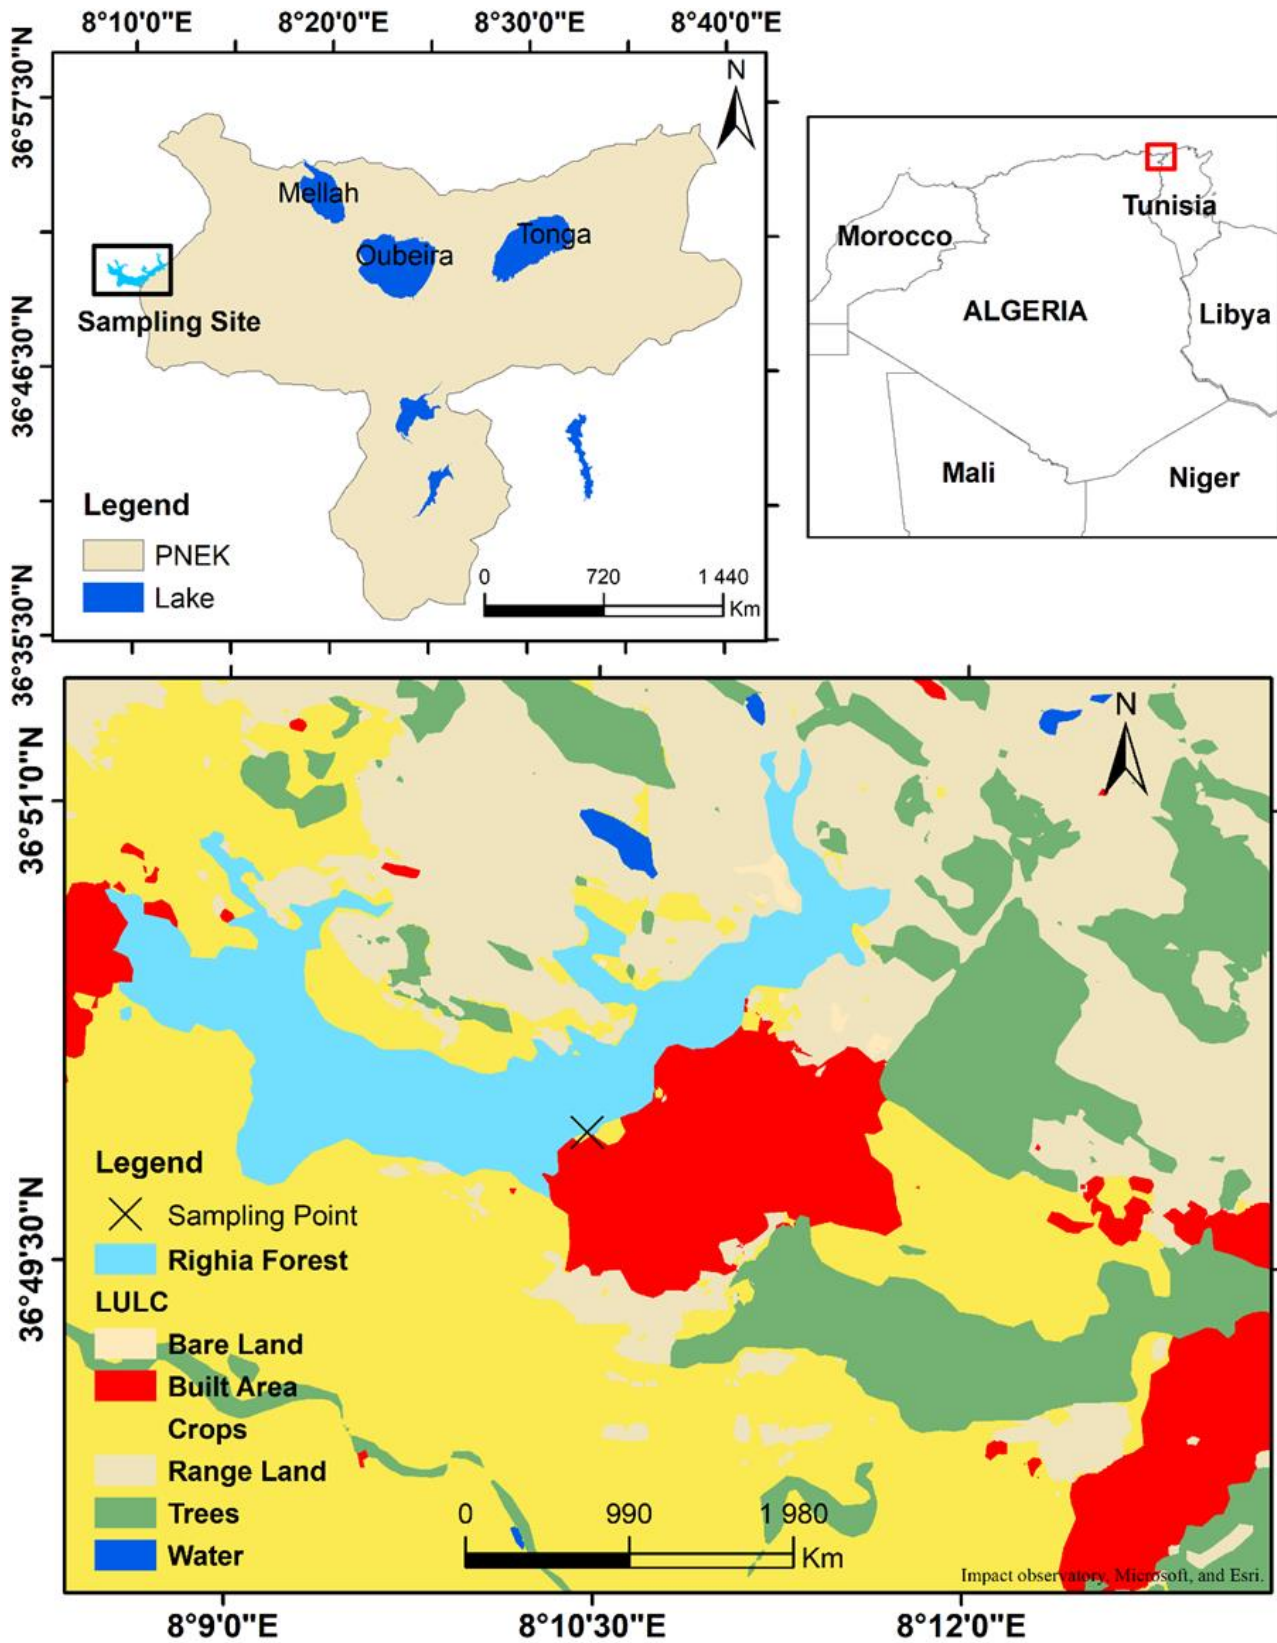 8°10'0"E 8°20'0"E 8°30'0"E 8°40'0"E
36°57'30"N
36°46'30"N
36°35'30"N
N
Mellah
Oubeira
Tonga
Sampling Site
Legend
PNEK
Lake
0 720 1 440
Km
Morocco
Tunisia
ALGERIA
Libya
Mali
Niger
36°51'0"N
36°49'30"N
N
Legend
Sampling Point
Righia Forest
LULC
Bare Land
Built Area
Crops
Range Land
Trees
Water
0 990 1 980
Km
Impact observatory, Microsoft, and Esri.
8°9'0"E 8°10'30"E 8°12'0"E